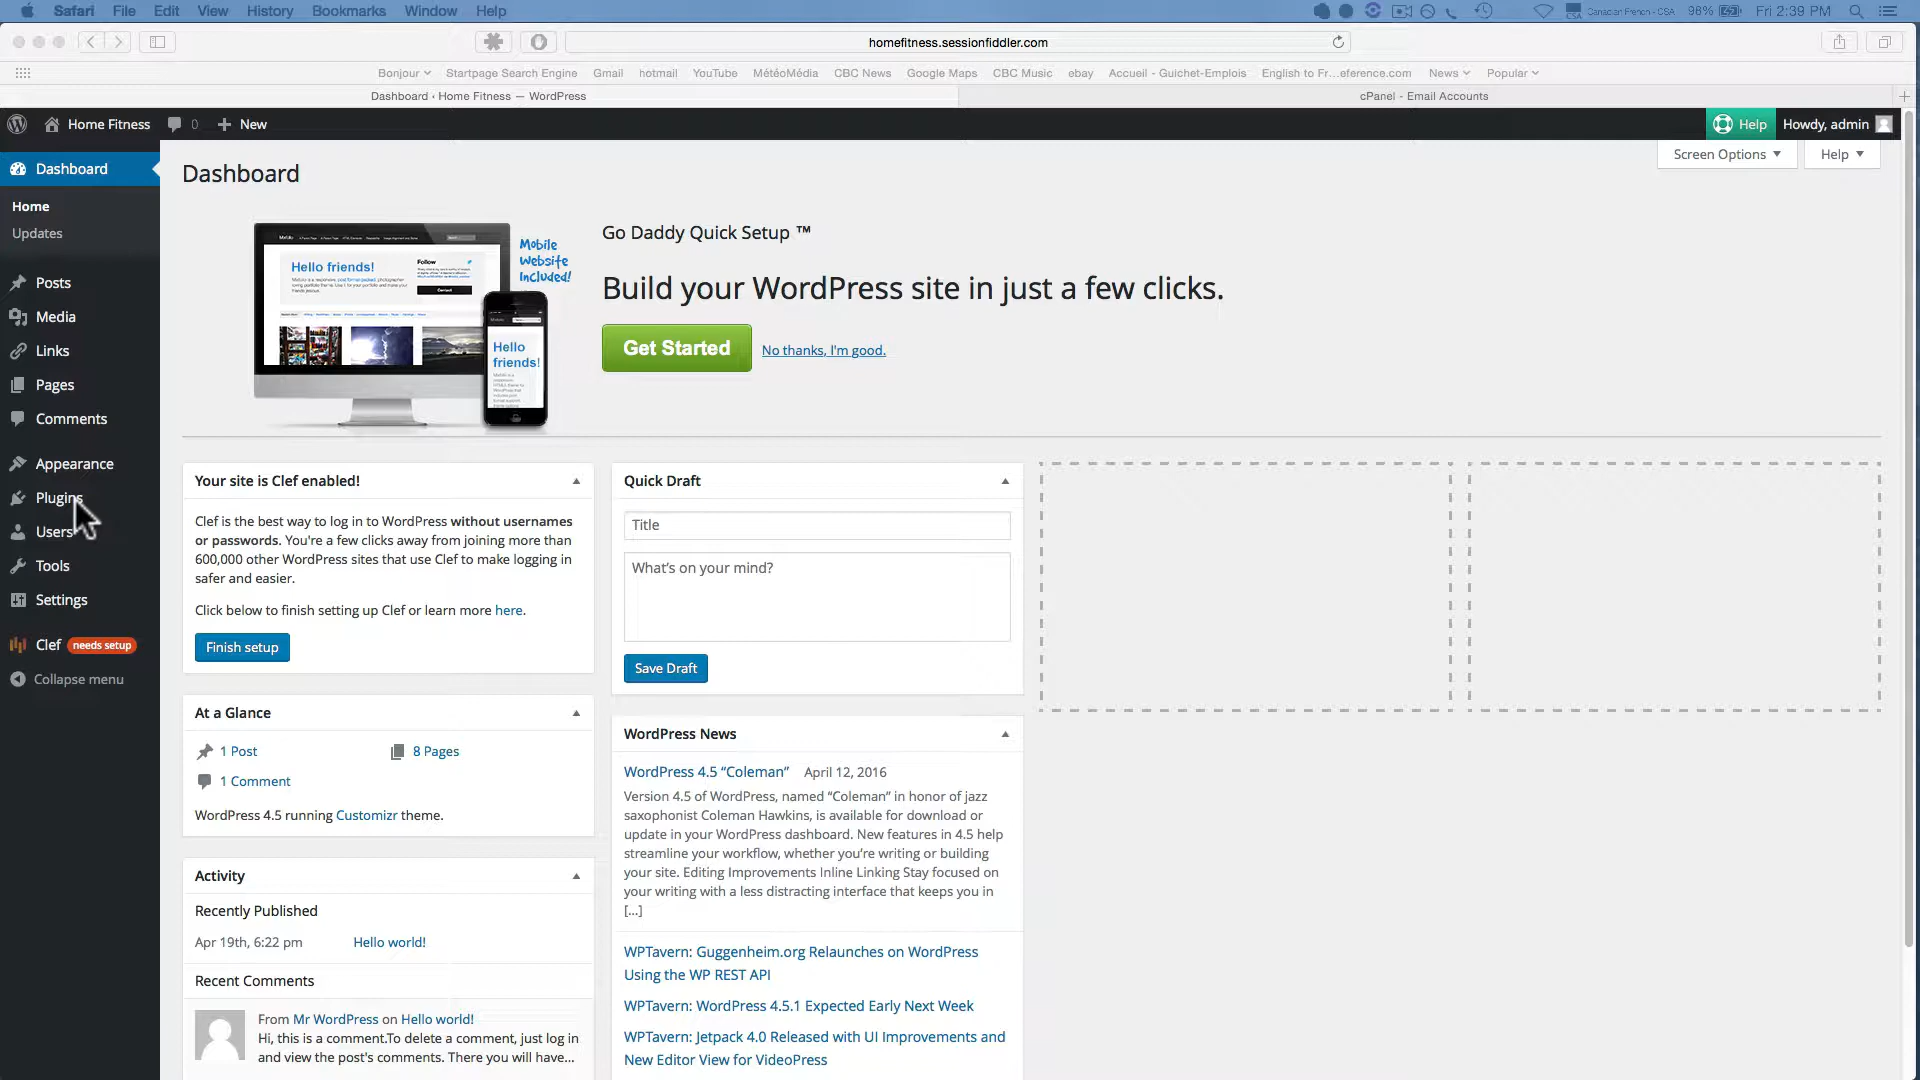 Safari File Edit View History Bookmarks Window Help Canadian French - CSA 98% Fri 2:39 PM
homefitness.sessionfiddler.com
Bonjour Startpage Search Engine Gmail hotmail YouTube MétéoMédia CBC News Google Maps CBC Music ebay Accueil - Guichet-Emplois English to Fr...eference.com News Popular
Dashboard ‹ Home Fitness — WordPress cPanel - Email Accounts
Home Fitness 0 + New Help Howdy, admin
Screen Options Help
Dashboard
Home
Updates
Posts
Media
Links
Pages
Comments
Appearance
Plugins
Users
Tools
Settings
Clef needs setup
Collapse menu
Dashboard
Hello friends!
Follow
Mobile
Website
Included!
Hello
friends!
Go Daddy Quick Setup ™
Build your WordPress site in just a few clicks.
Get Started No thanks, I'm good.
Your site is Clef enabled!
Clef is the best way to log in to WordPress without usernames
or passwords. You're a few clicks away from joining more than
600,000 other WordPress sites that use Clef to make logging in
safer and easier.
Click below to finish setting up Clef or learn more here.
Finish setup
At a Glance
1 Post 8 Pages
1 Comment
WordPress 4.5 running Customizr theme.
Activity
Recently Published
Apr 19th, 6:22 pm Hello world!
Recent Comments
From Mr WordPress on Hello world!
Hi, this is a comment.To delete a comment, just log in
and view the post's comments. There you will have...
Quick Draft
Title
What's on your mind?
Save Draft
WordPress News
WordPress 4.5 “Coleman” April 12, 2016
Version 4.5 of WordPress, named “Coleman” in honor of jazz
saxophonist Coleman Hawkins, is available for download or
update in your WordPress dashboard. New features in 4.5 help
streamline your workflow, whether you’re writing or building
your site. Editing Improvements Inline Linking Stay focused on
your writing with a less distracting interface that keeps you in
[...]
WPTavern: Guggenheim.org Relaunches on WordPress
Using the WP REST API
WPTavern: WordPress 4.5.1 Expected Early Next Week
WPTavern: Jetpack 4.0 Released with UI Improvements and
New Editor View for VideoPress